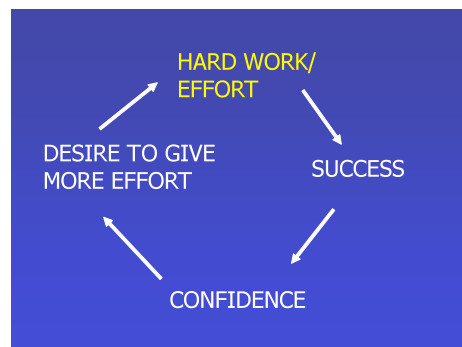 HARD WORK/
EFFORT
SUCCESS
CONFIDENCE
DESIRE TO GIVE
MORE EFFORT